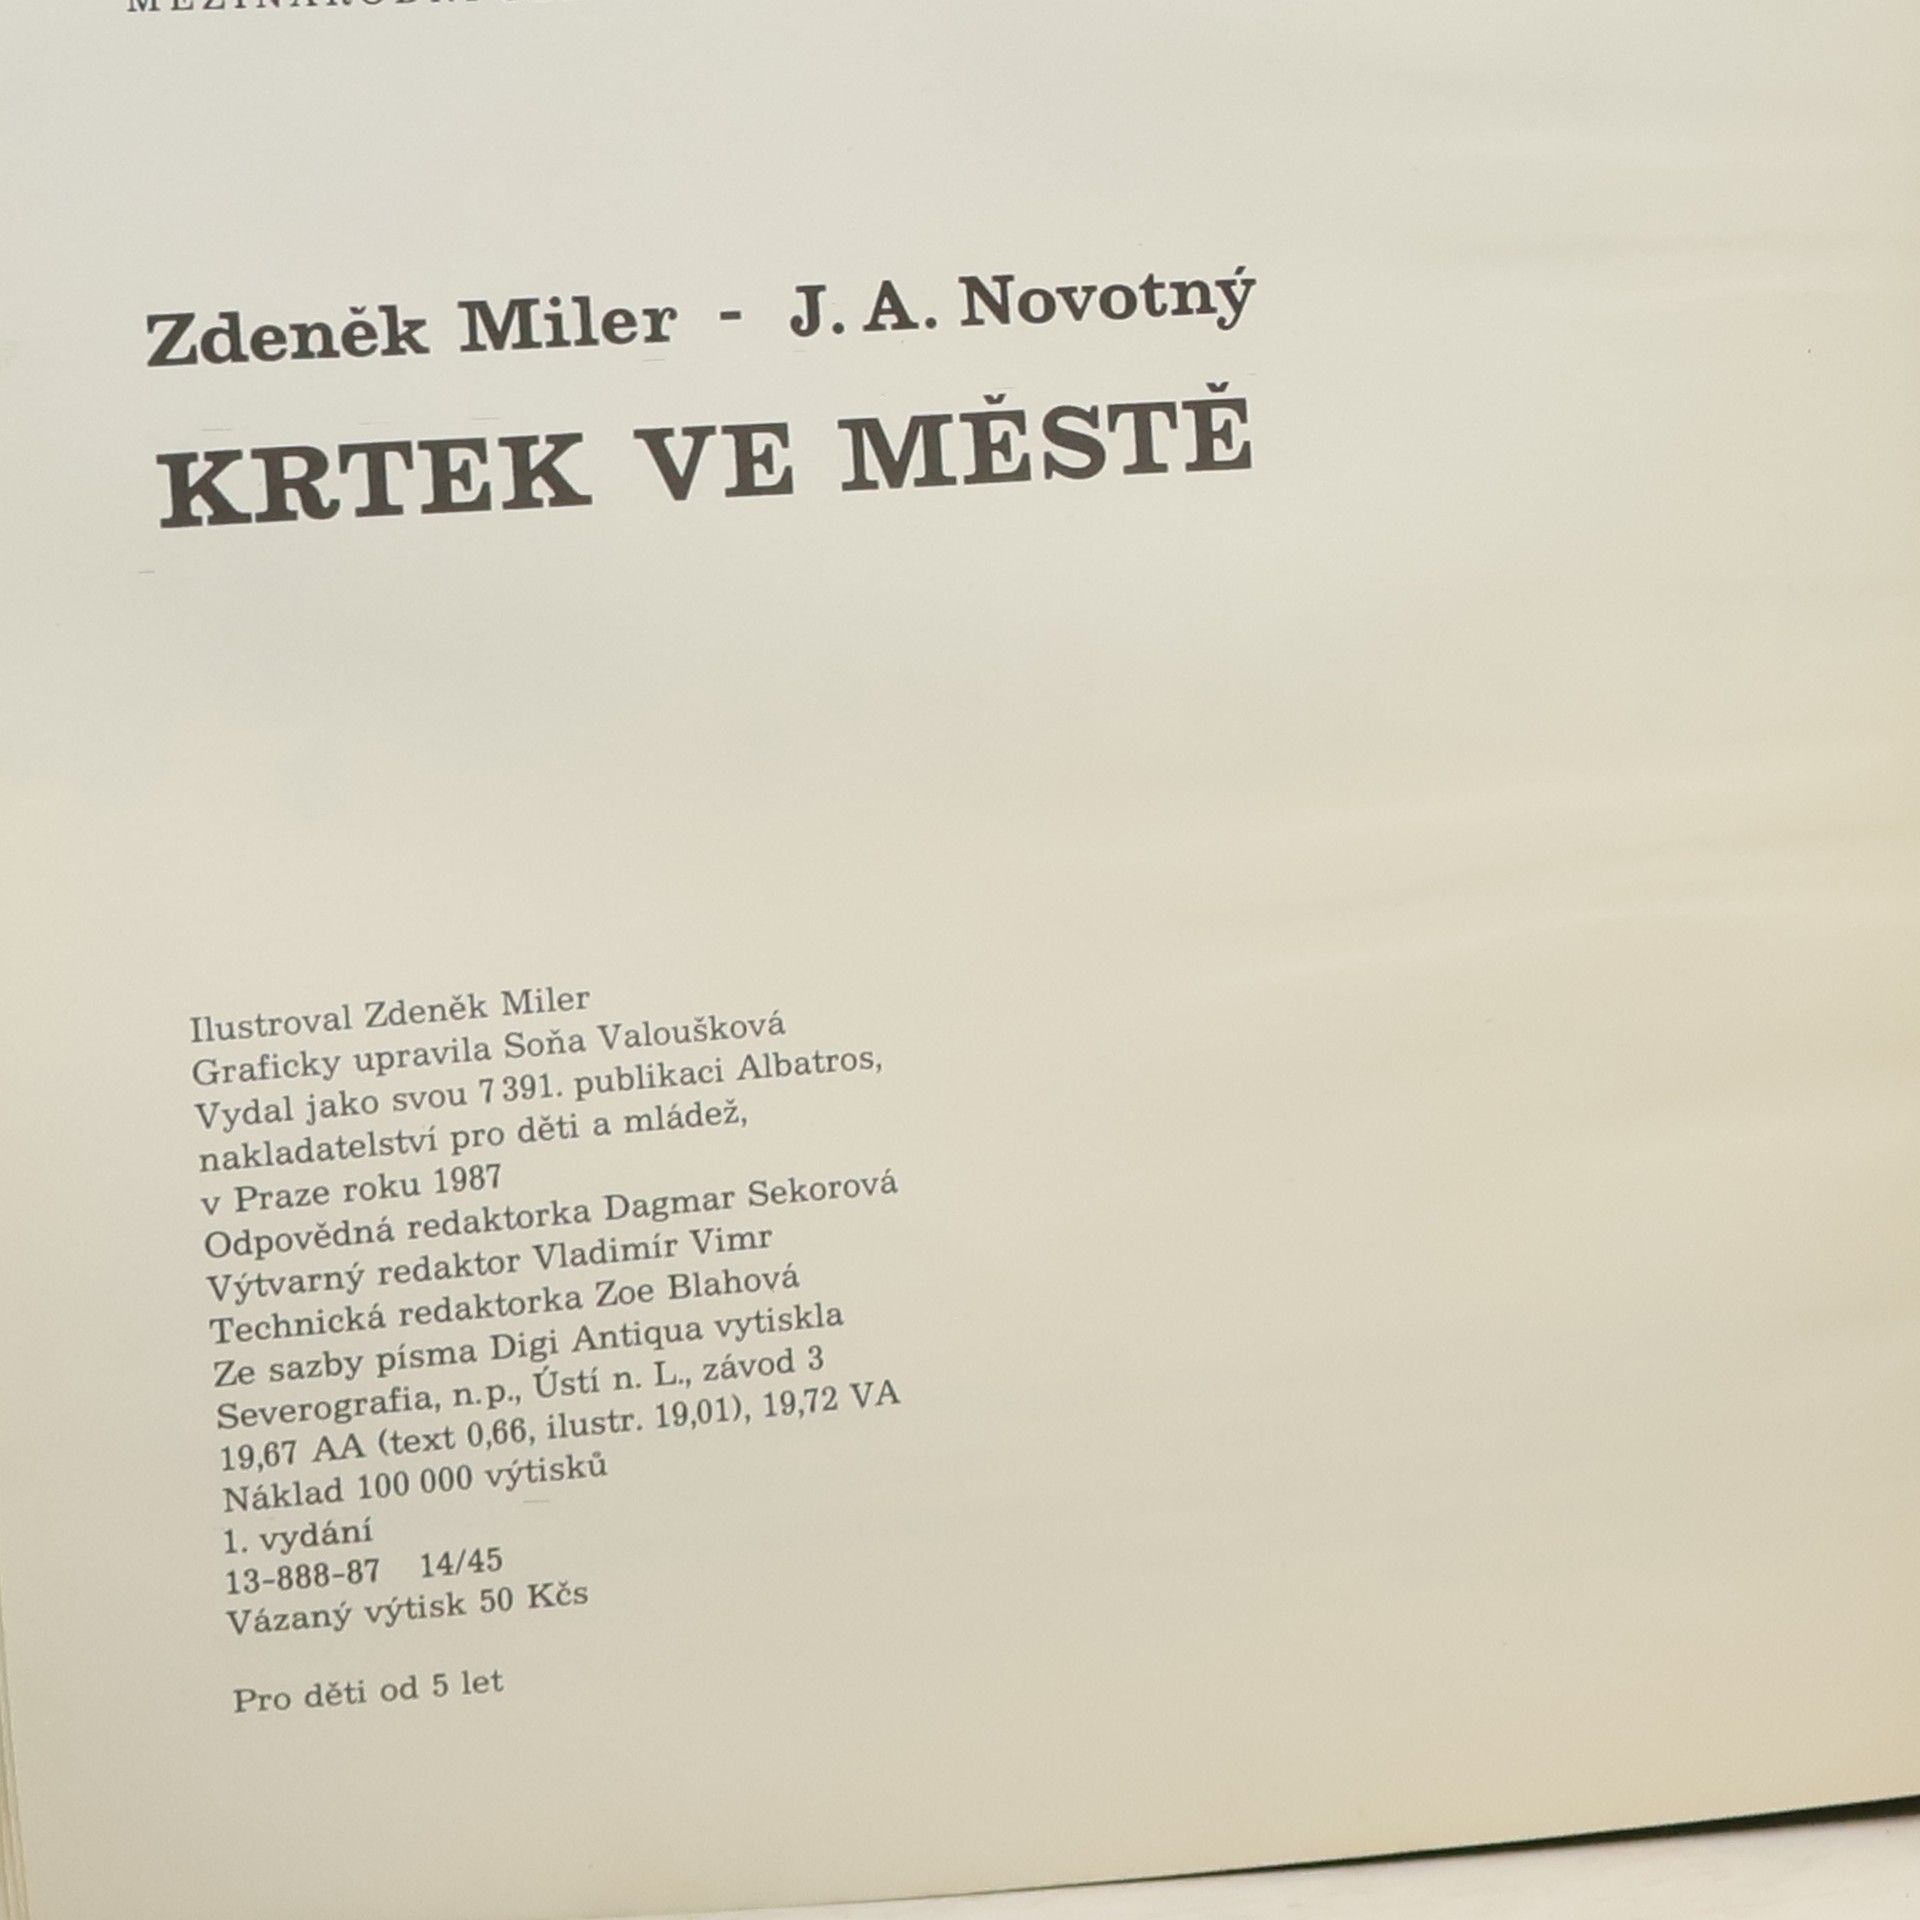 Zdeněk Miler - J. A. Novotný
KRTEK VE MĚSTĚ
Ilustroval Zdeněk Miler
Graficky upravila Soňa Valoušková
Vydal jako svou 7 391. publikaci Albatros,
nakladatelství pro děti a mládež,
v Praze roku 1987
Odpovědná redaktorka Dagmar Sekorová
Výtvarný redaktor Vladimír Vimr
Technická redaktorka Zoe Blahová
Ze sazby písma Digi Antiqua vytiskla
Severografia, n. p., Ústí n. L., závod 3
19,67 AA (text 0,66, ilustr. 19,01), 19,72 VA
Náklad 100 000 výtisků
1. vydání
13-888-87 14/45
Vázaný výtisk 50 Kčs
Pro děti od 5 let